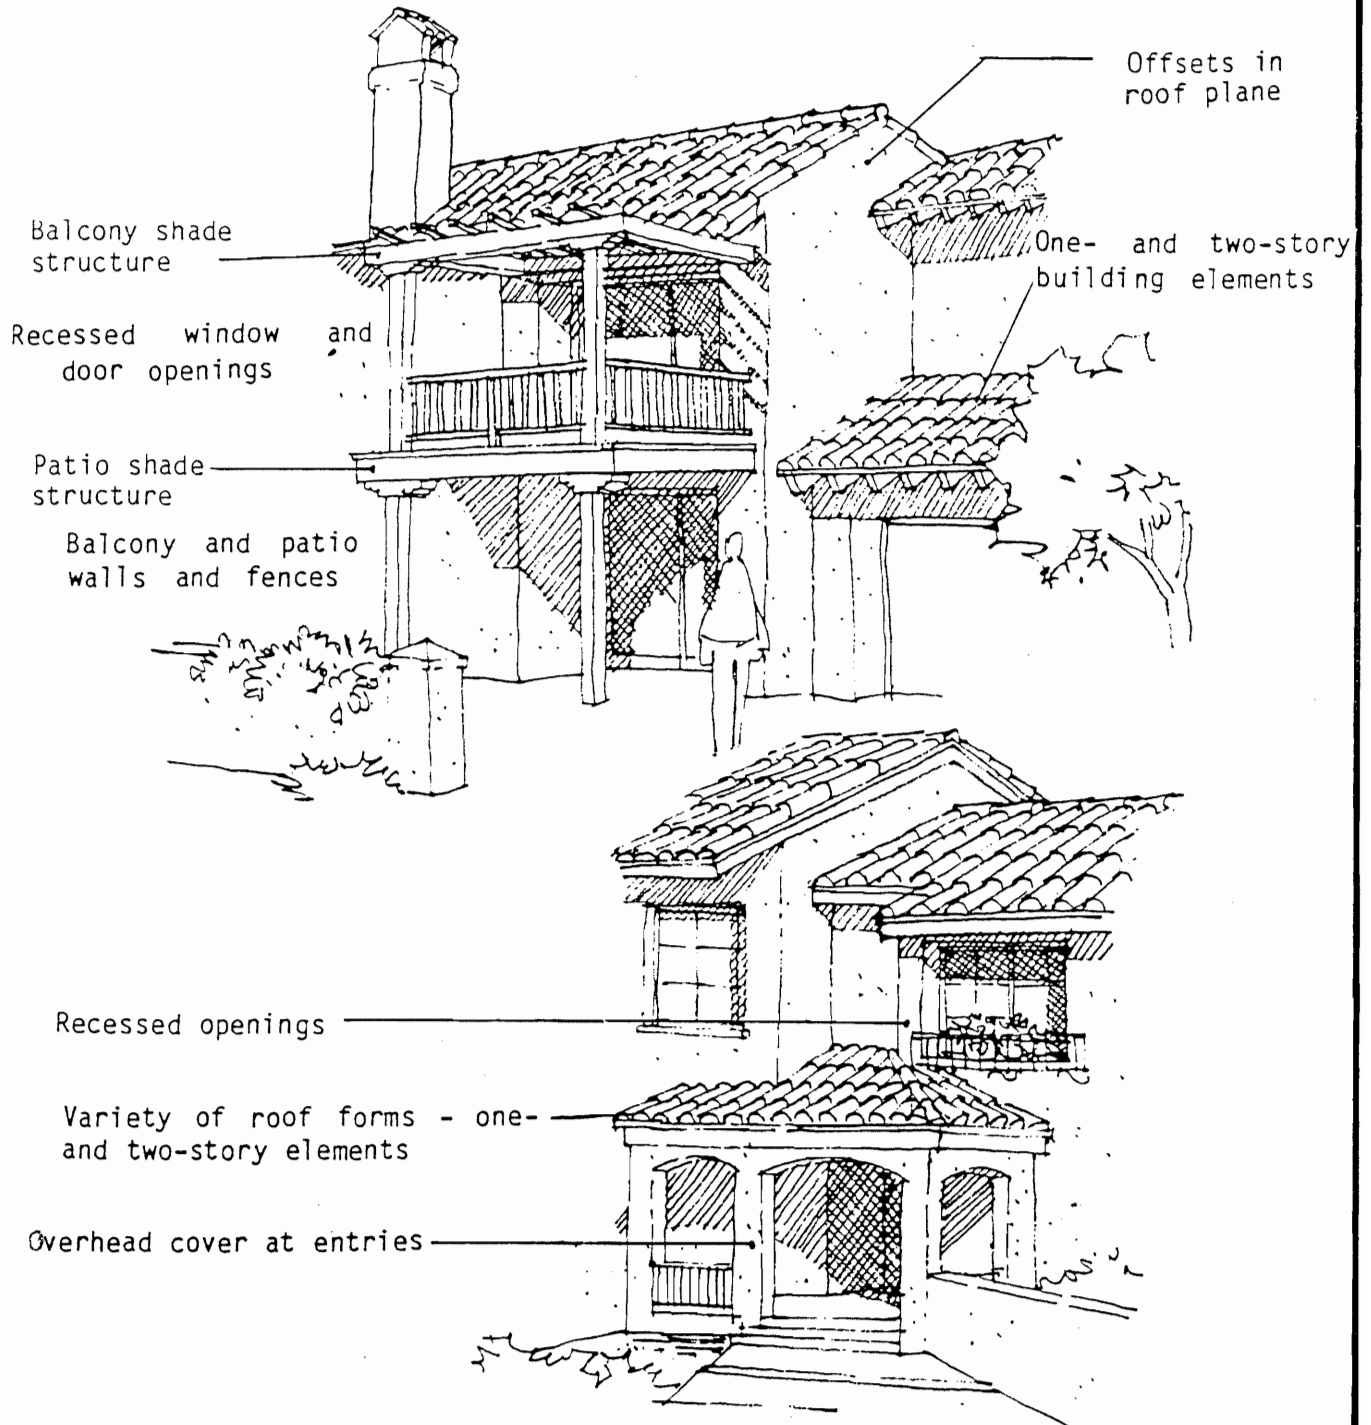 Offsets in
roof plane
Balcony shade
structure
One- and two-story
building elements
Recessed window and
door openings
Patio shade
structure
Balcony and patio
walls and fences
Recessed openings
Variety of roof forms - one-
and two-story elements
Overhead cover at entries